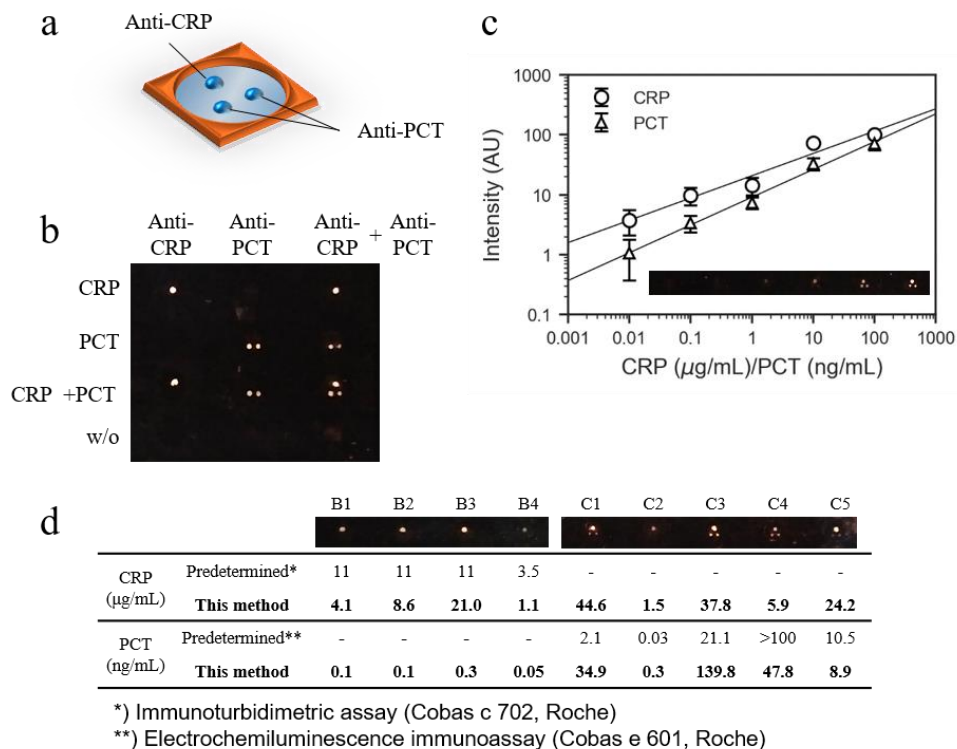 a
Anti-CRP
Anti-PCT
b
Anti-
CRP
Anti-
PCT
Anti-
CRP
+
Anti-
PCT
CRP
PCT
CRP +PCT
w/o
c
CRP
PCT
Intensity (AU)
1000
100
10
1
0.1
0.001 0.01 0.1 1 10 100 1000
CRP (µg/mL)/PCT (ng/mL)
d
B1 B2 B3 B4 C1 C2 C3 C4 C5
CRP
(µg/mL)
Predetermined* 11 11 11 3.5 - - - - -
This method 4.1 8.6 21.0 1.1 44.6 1.5 37.8 5.9 24.2
PCT
(ng/mL)
Predetermined** - - - - 2.1 0.03 21.1 >100 10.5
This method 0.1 0.1 0.3 0.05 34.9 0.3 139.8 47.8 8.9
*) Immunoturbidimetric assay (Cobas c 702, Roche)
**) Electrochemiluminescence immunoassay (Cobas e 601, Roche)